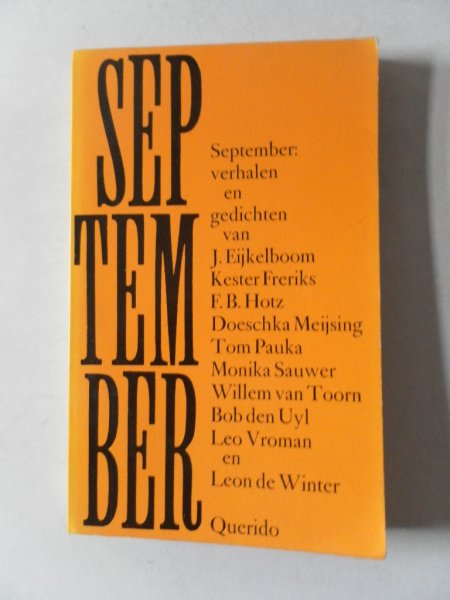 SEP
TEM
BER
September:
verhalen
en
gedichten
van
J. Eijkelboom
Kester Freriks
F. B. Hotz
Doeschka Meijsing
Tom Pauka
Monika Sauwer
Willem van Toorn
Bob den Uyl
Leo Vroman
en
Leon de Winter
Querido